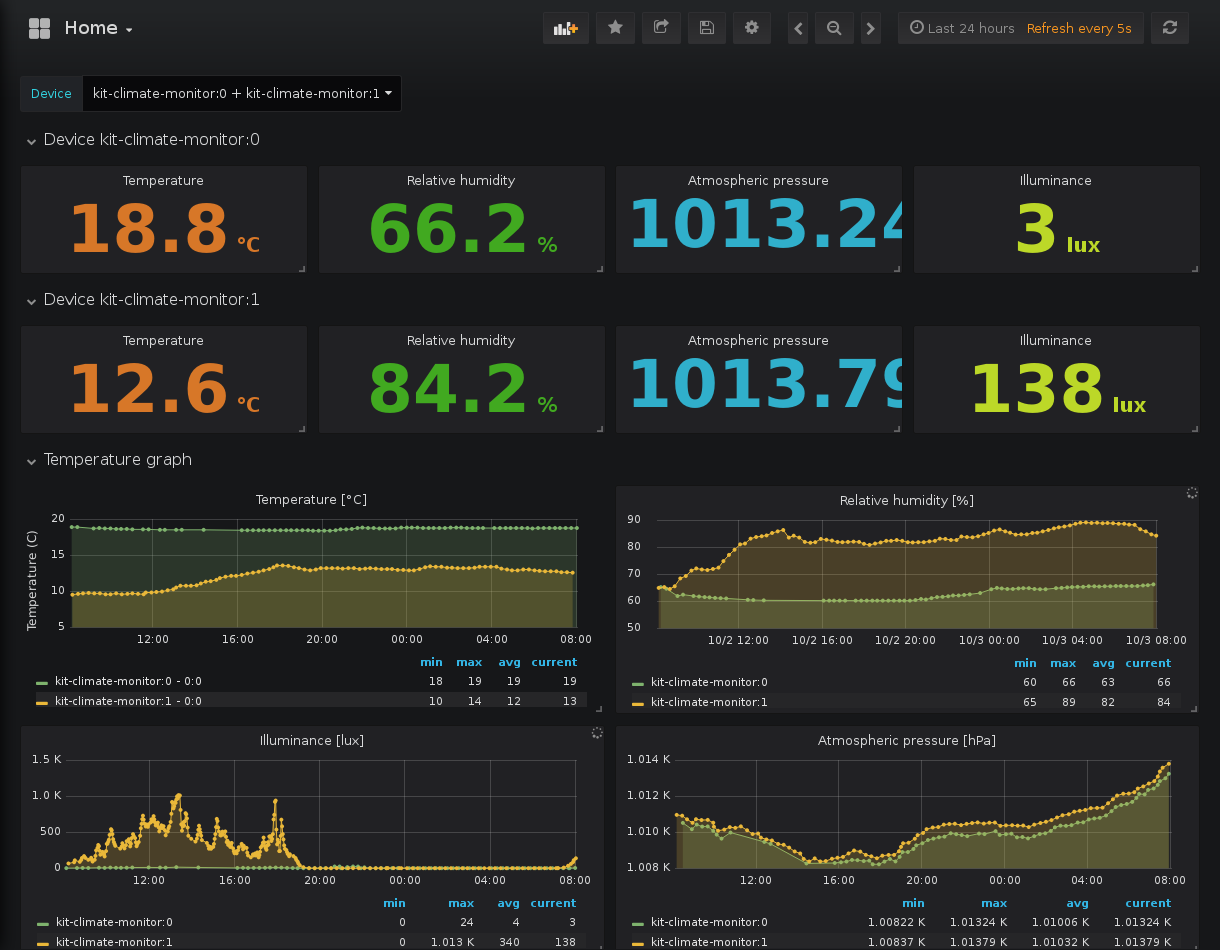 Home
Last 24 hours Refresh every 5s
Device kit-climate-monitor:0 + kit-climate-monitor:1
Device kit-climate-monitor:0
Temperature Relative humidity Atmospheric pressure Illuminance
18.8 °C 66.2 % 1013.24 3 lux
Device kit-climate-monitor:1
Temperature Relative humidity Atmospheric pressure Illuminance
12.6 °C 84.2 % 1013.79 138 lux
Temperature graph
Temperature [°C]
Temperature (C)
20
15
10
5
12:00 16:00 20:00 00:00 04:00 08:00
min max avg current
kit-climate-monitor:0 - 0:0 18 19 19 19
kit-climate-monitor:1 - 0:0 10 14 12 13
Relative humidity [%]
90
80
70
60
50
10/2 12:00 10/2 16:00 10/2 20:00 10/3 00:00 10/3 04:00 10/3 08:00
min max avg current
kit-climate-monitor:0 60 66 63 66
kit-climate-monitor:1 65 89 82 84
Illuminance [lux]
1.5 K
1.0 K
500
0
12:00 16:00 20:00 00:00 04:00 08:00
min max avg current
kit-climate-monitor:0 0 24 4 3
kit-climate-monitor:1 0 1.013 K 340 138
Atmospheric pressure [hPa]
1.014 K
1.012 K
1.010 K
1.008 K
12:00 16:00 20:00 00:00 04:00 08:00
min max avg current
kit-climate-monitor:0 1.00822 K 1.01324 K 1.01006 K 1.01324 K
kit-climate-monitor:1 1.00837 K 1.01379 K 1.01032 K 1.01379 K